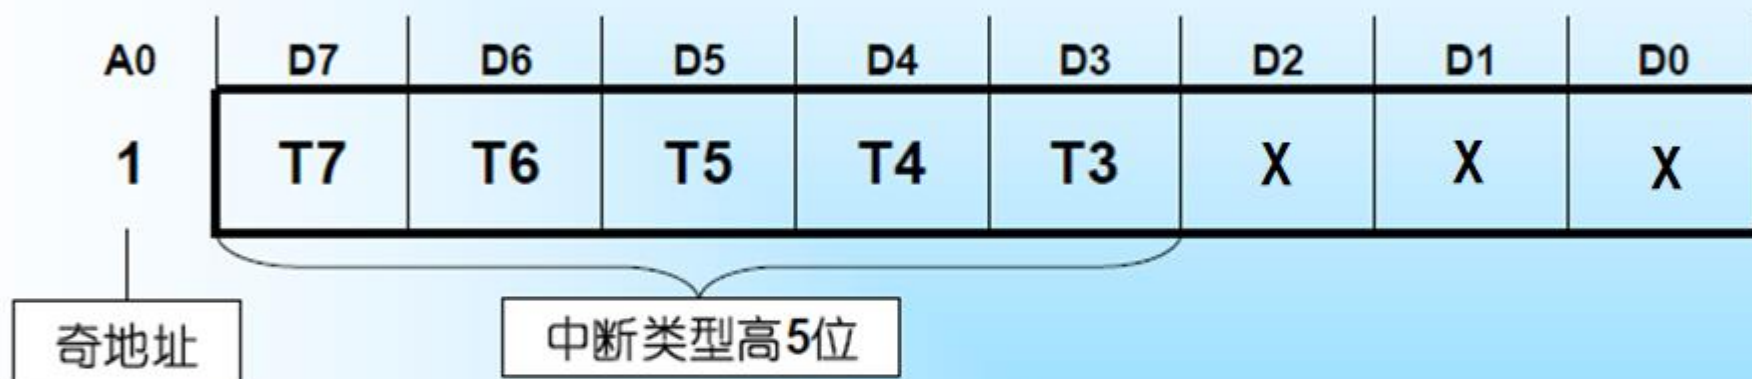 A0 D7 D6 D5 D4 D3 D2 D1 D0
1 T7 T6 T5 T4 T3 X X X
奇地址 中断类型高5位